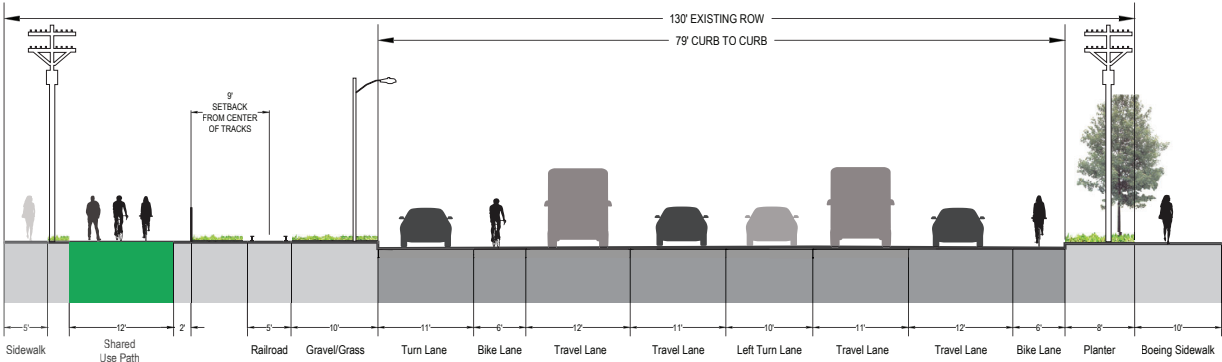 130' EXISTING ROW
79' CURB TO CURB
9'
SETBACK
FROM CENTER
OF TRACKS
5' 12' 2' 5' 10' 11' 6' 12' 11' 10' 11' 12' 6' 8' 10'
Sidewalk Shared Railroad Gravel/Grass Turn Lane Bike Lane Travel Lane Travel Lane Left Turn Lane Travel Lane Travel Lane Bike Lane Planter Boeing Sidewalk
Use Path